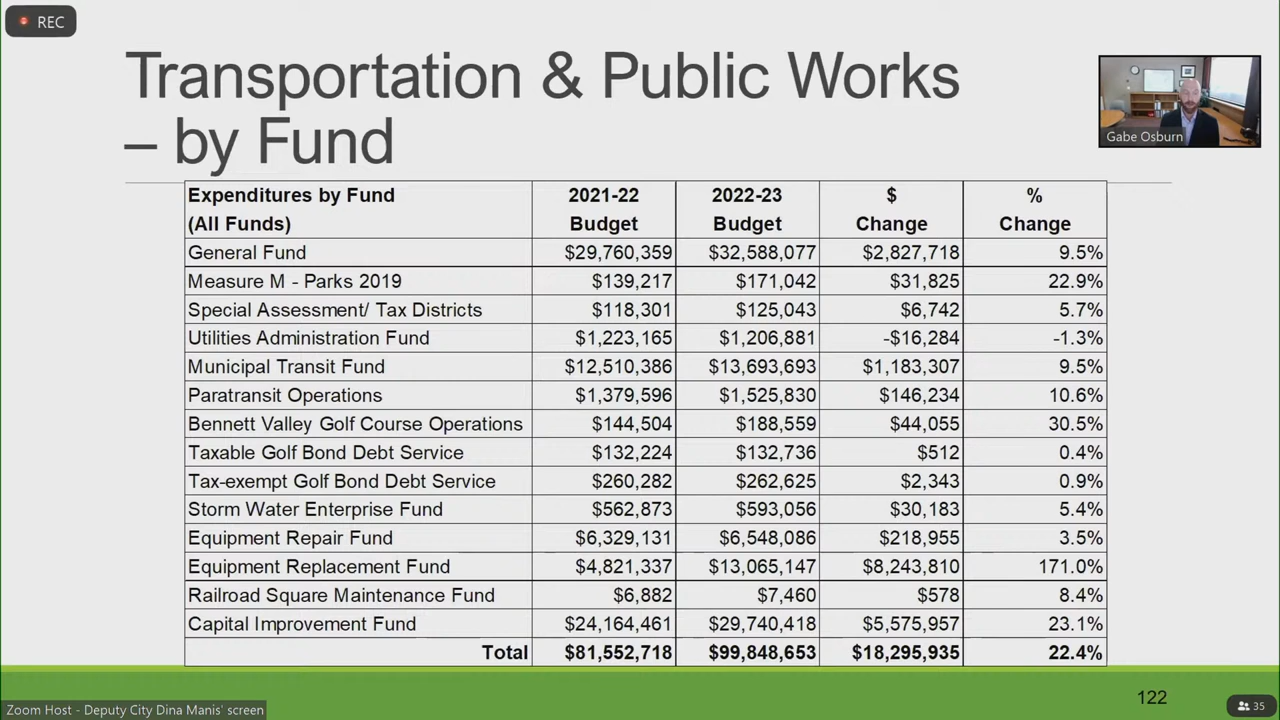 REC
Transportation & Public Works
– by Fund
Gabe Osburn
Expenditures by Fund 2021-22 2022-23 $ %
(All Funds) Budget Budget Change Change
General Fund $29,760,359 $32,588,077 $2,827,718 9.5%
Measure M - Parks 2019 $139,217 $171,042 $31,825 22.9%
Special Assessment/ Tax Districts $118,301 $125,043 $6,742 5.7%
Utilities Administration Fund $1,223,165 $1,206,881 -$16,284 -1.3%
Municipal Transit Fund $12,510,386 $13,693,693 $1,183,307 9.5%
Paratransit Operations $1,379,596 $1,525,830 $146,234 10.6%
Bennett Valley Golf Course Operations $144,504 $188,559 $44,055 30.5%
Taxable Golf Bond Debt Service $132,224 $132,736 $512 0.4%
Tax-exempt Golf Bond Debt Service $260,282 $262,625 $2,343 0.9%
Storm Water Enterprise Fund $562,873 $593,056 $30,183 5.4%
Equipment Repair Fund $6,329,131 $6,548,086 $218,955 3.5%
Equipment Replacement Fund $4,821,337 $13,065,147 $8,243,810 171.0%
Railroad Square Maintenance Fund $6,882 $7,460 $578 8.4%
Capital Improvement Fund $24,164,461 $29,740,418 $5,575,957 23.1%
Total $81,552,718 $99,848,653 $18,295,935 22.4%
122
Zoom Host - Deputy City Dina Manis' screen
35